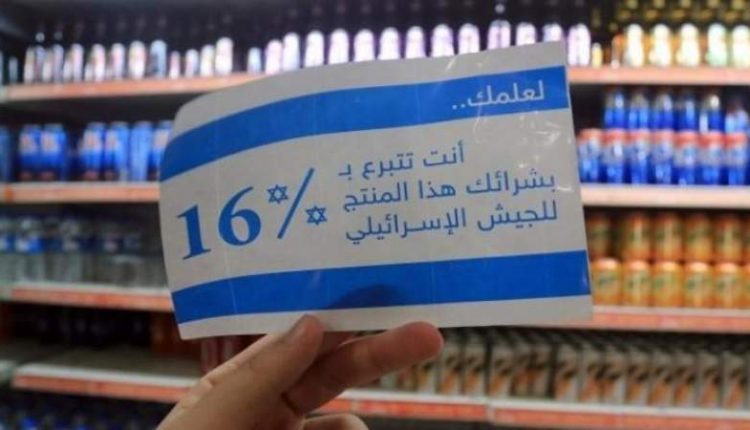 لعلمك..
أنت تتبرع بـ
بشرائك هذا المنتج
16%
للجيش الإسرائيلي